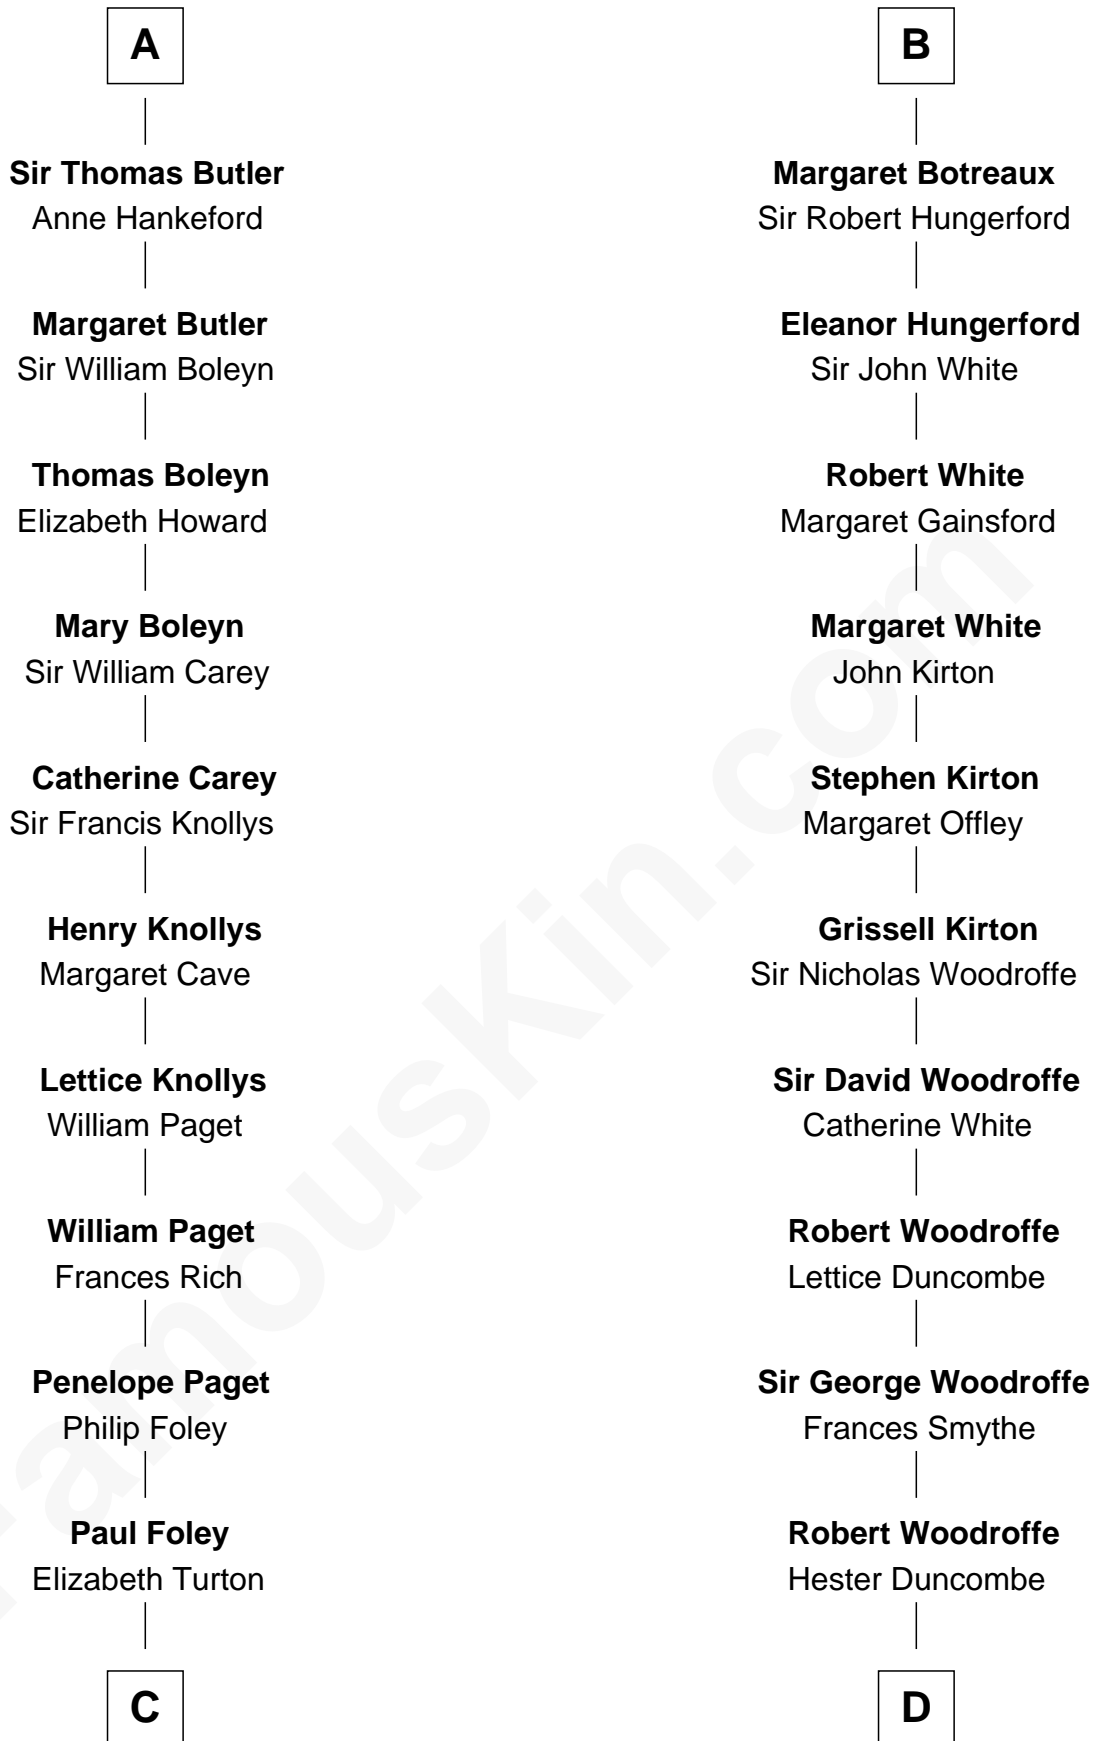 A
Sir Thomas Butler
Anne Hankeford
Margaret Butler
Sir William Boleyn
Thomas Boleyn
Elizabeth Howard
Mary Boleyn
Sir William Carey
Catherine Carey
Sir Francis Knollys
Henry Knollys
Margaret Cave
Lettice Knollys
William Paget
William Paget
Frances Rich
Penelope Paget
Philip Foley
Paul Foley
Elizabeth Turton
C
B
Margaret Botreaux
Sir Robert Hungerford
Eleanor Hungerford
Sir John White
Robert White
Margaret Gainsford
Margaret White
John Kirton
Stephen Kirton
Margaret Offley
Grissell Kirton
Sir Nicholas Woodroffe
Sir David Woodroffe
Catherine White
Robert Woodroffe
Lettice Duncombe
Sir George Woodroffe
Frances Smythe
Robert Woodroffe
Hester Duncombe
D
FamousKin.com